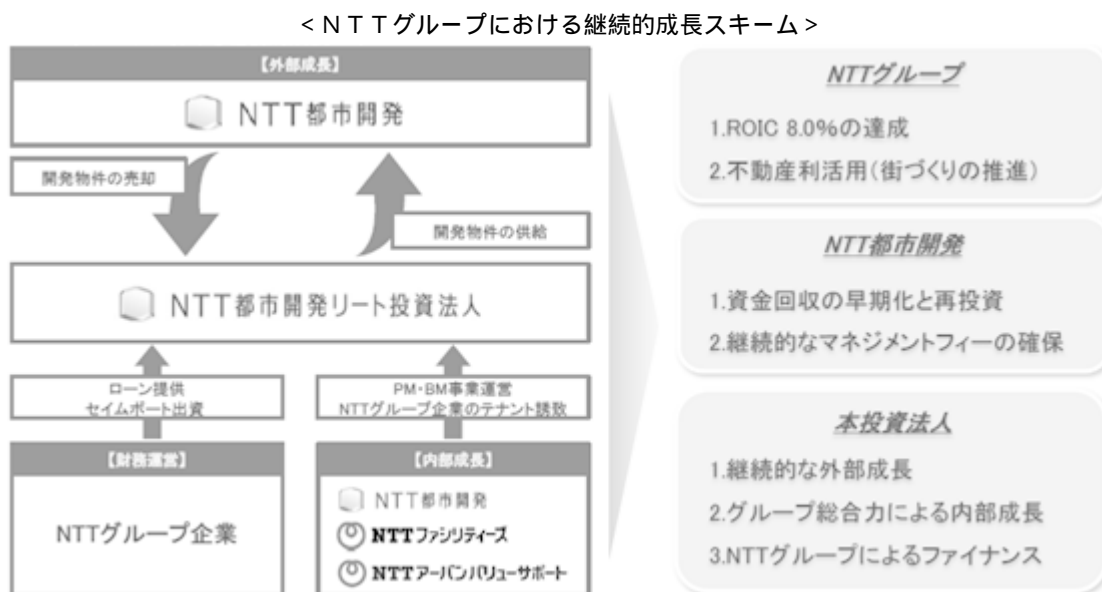 ＜ＮＴＴグループにおける継続的成長スキーム＞
【外部成長】
NTT都市開発
開発物件の売却
開発物件の供給
NTT都市開発リート投資法人
ローン提供
セイムボート出資
PM・BM事業運営
NTTグループ企業のテナント誘致
【財務運営】
NTTグループ企業
【内部成長】
NTT都市開発
NTTファシリティーズ
NTTアーバンバリューサポート
NTTグループ
1.ROIC 8.0%の達成
2.不動産利活用(街づくりの推進)
NTT都市開発
1.資金回収の早期化と再投資
2.継続的なマネジメントフィーの確保
本投資法人
1.継続的な外部成長
2.グループ総合力による内部成長
3.NTTグループによるファイナンス